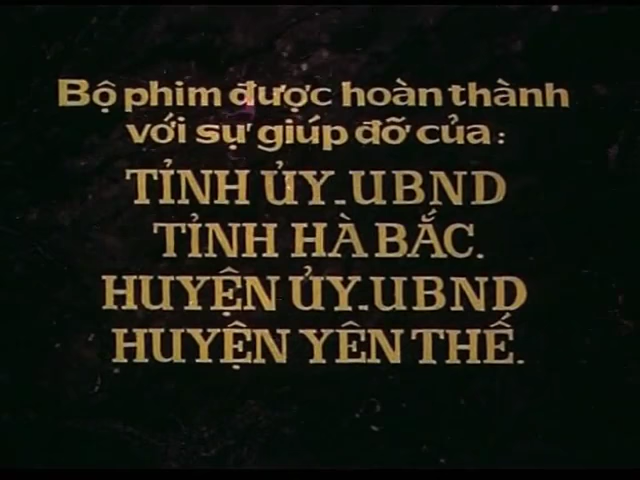 Bộ phim được hoàn thành
với sự giúp đỡ của:
TỈNH ỦY-UBND
TỈNH HÀ BẮC.
HUYỆN ỦY-UBND
HUYỆN YÊN THẾ.